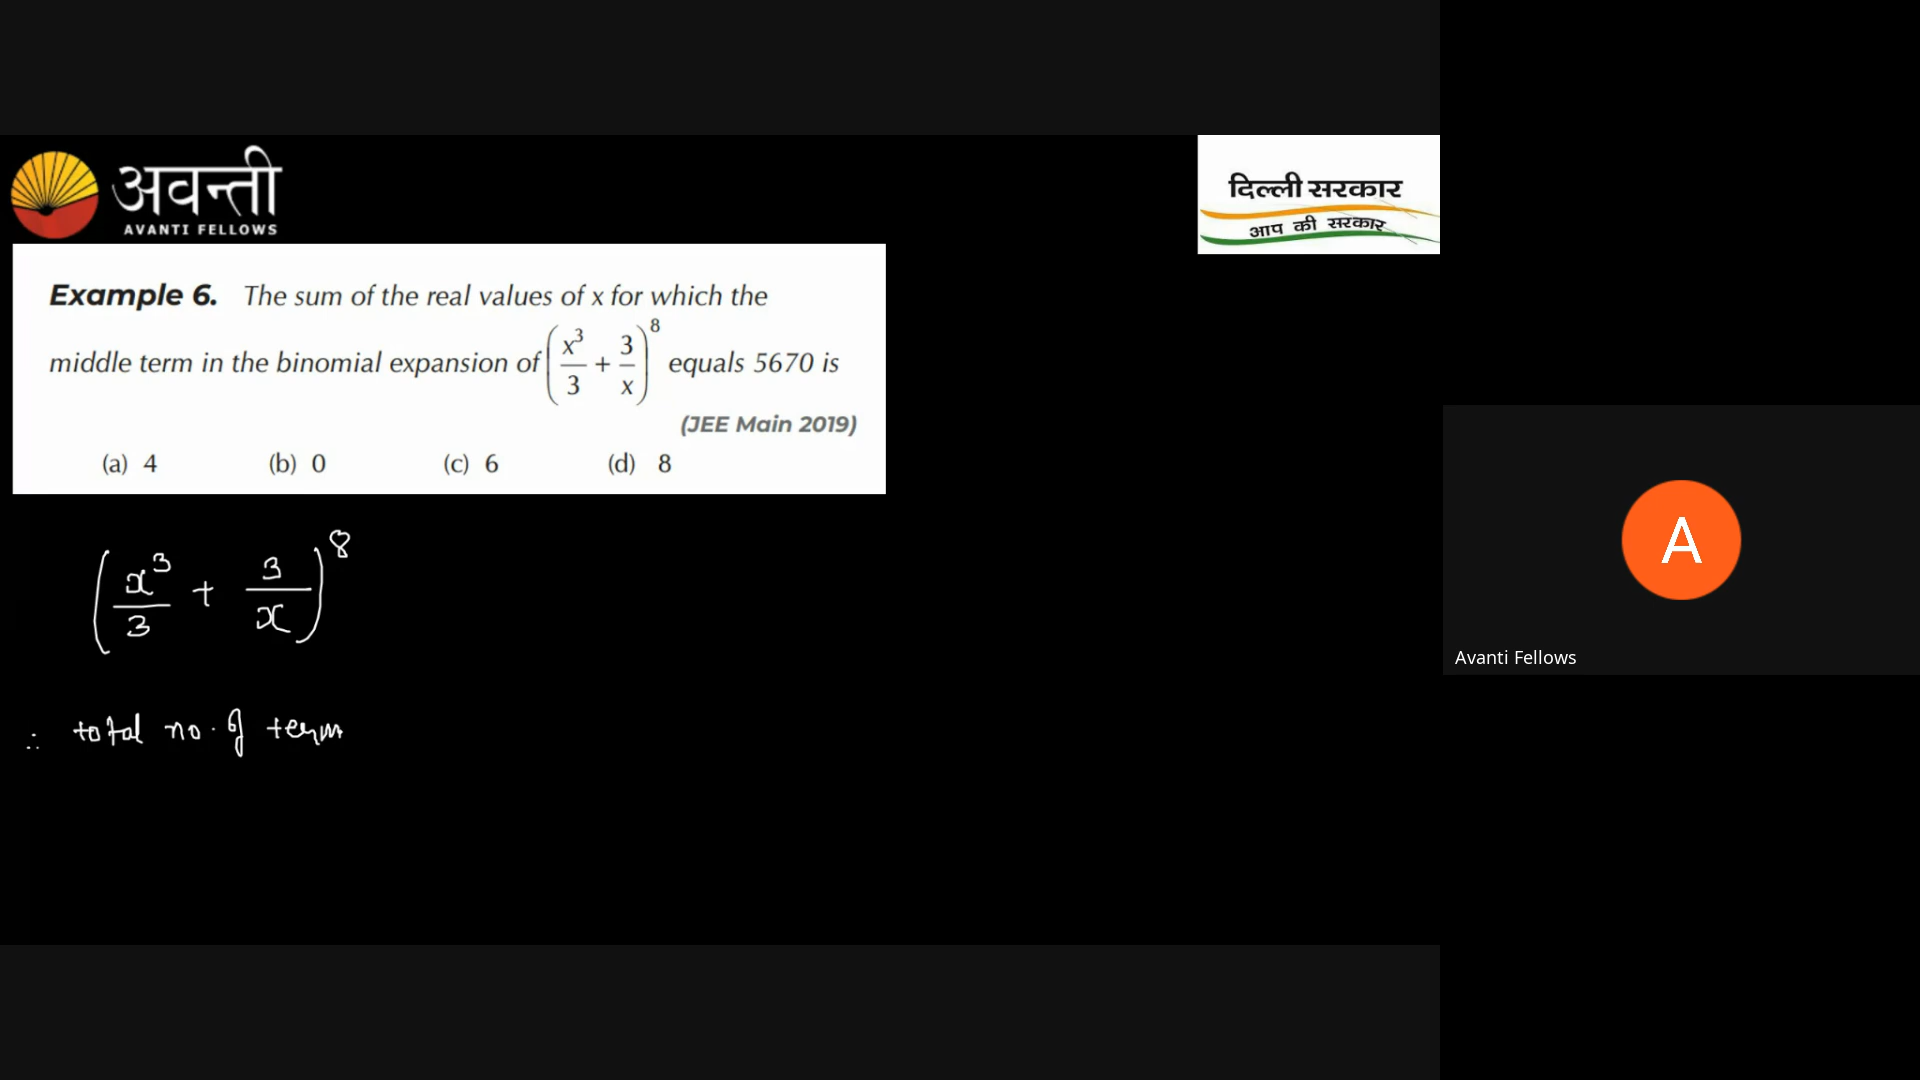 अवन्ती
AVANTI FELLOWS
दिल्ली सरकार
आप की सरकार
Example 6. The sum of the real values of x for which the
middle term in the binomial expansion of (x³/3 + 3/x)⁸ equals 5670 is
(JEE Main 2019)
(a) 4 (b) 0 (c) 6 (d) 8
(x³/3 + 3/x)⁸
∴ total no. of term
A
Avanti Fellows